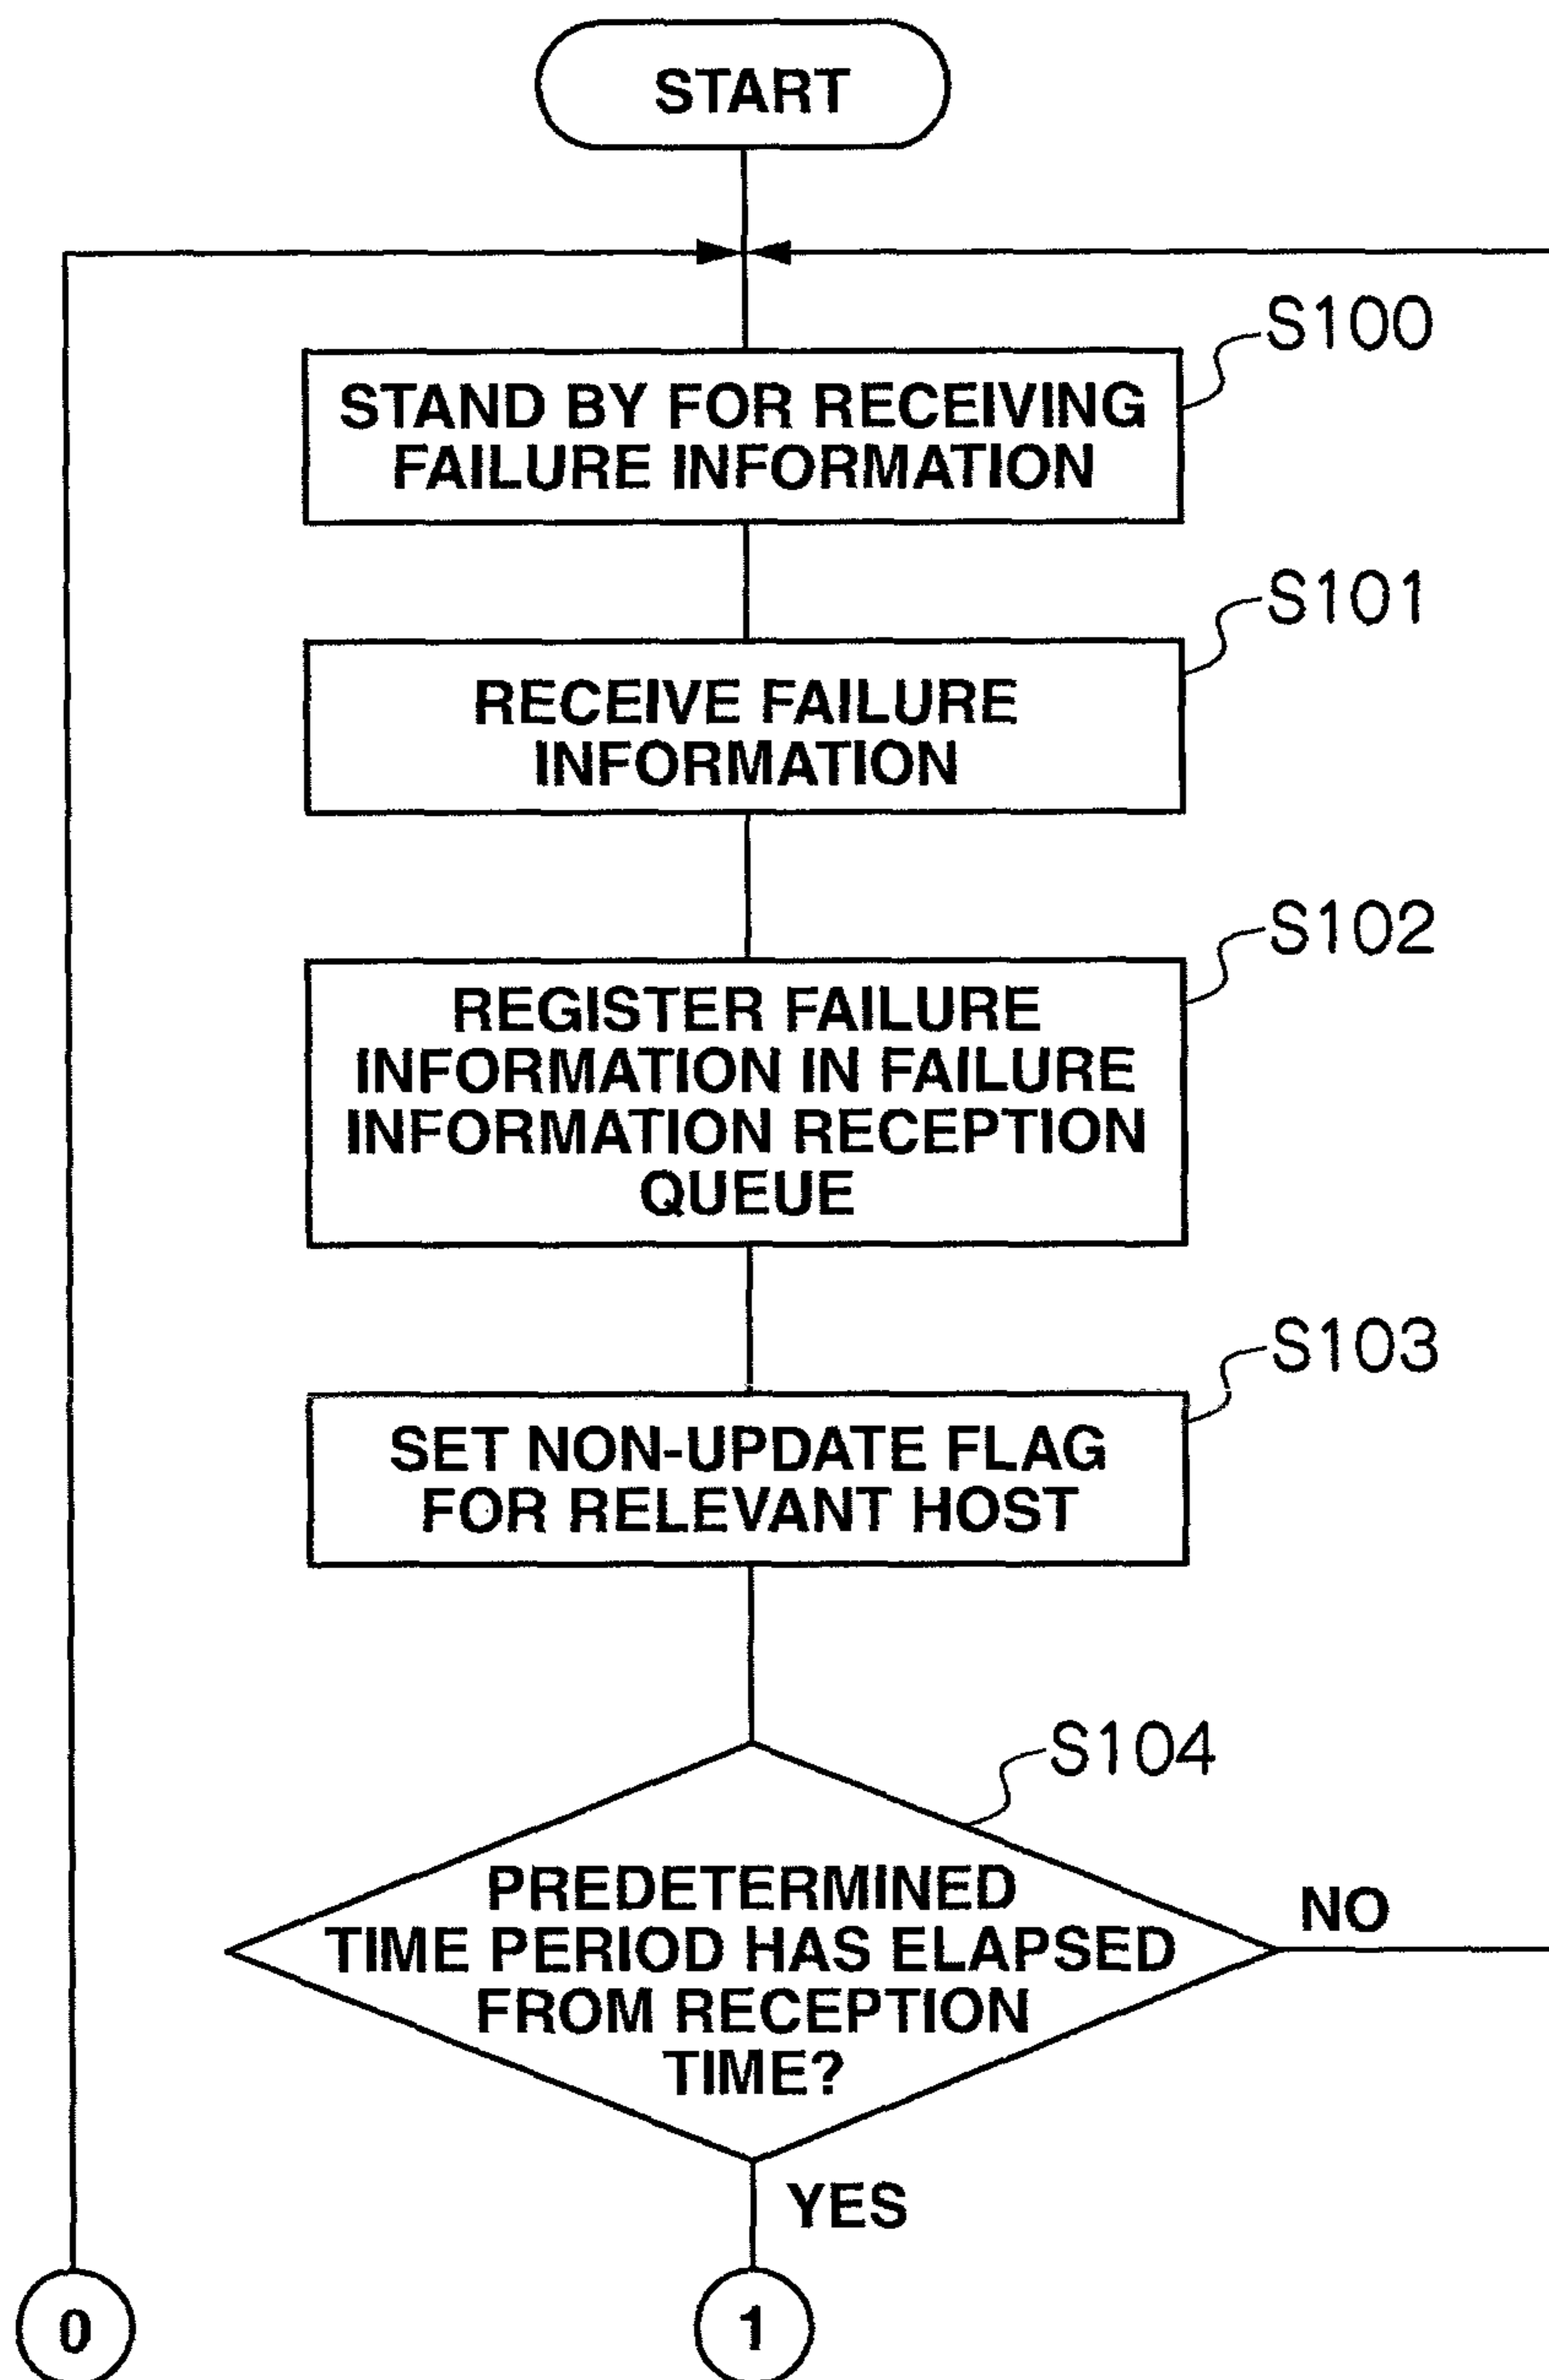 START
S100
STAND BY FOR RECEIVING
FAILURE INFORMATION
S101
RECEIVE FAILURE
INFORMATION
S102
REGISTER FAILURE
INFORMATION IN FAILURE
INFORMATION RECEPTION
QUEUE
S103
SET NON-UPDATE FLAG
FOR RELEVANT HOST
S104
PREDETERMINED
TIME PERIOD HAS ELAPSED
FROM RECEPTION
TIME?
NO
YES
0
1